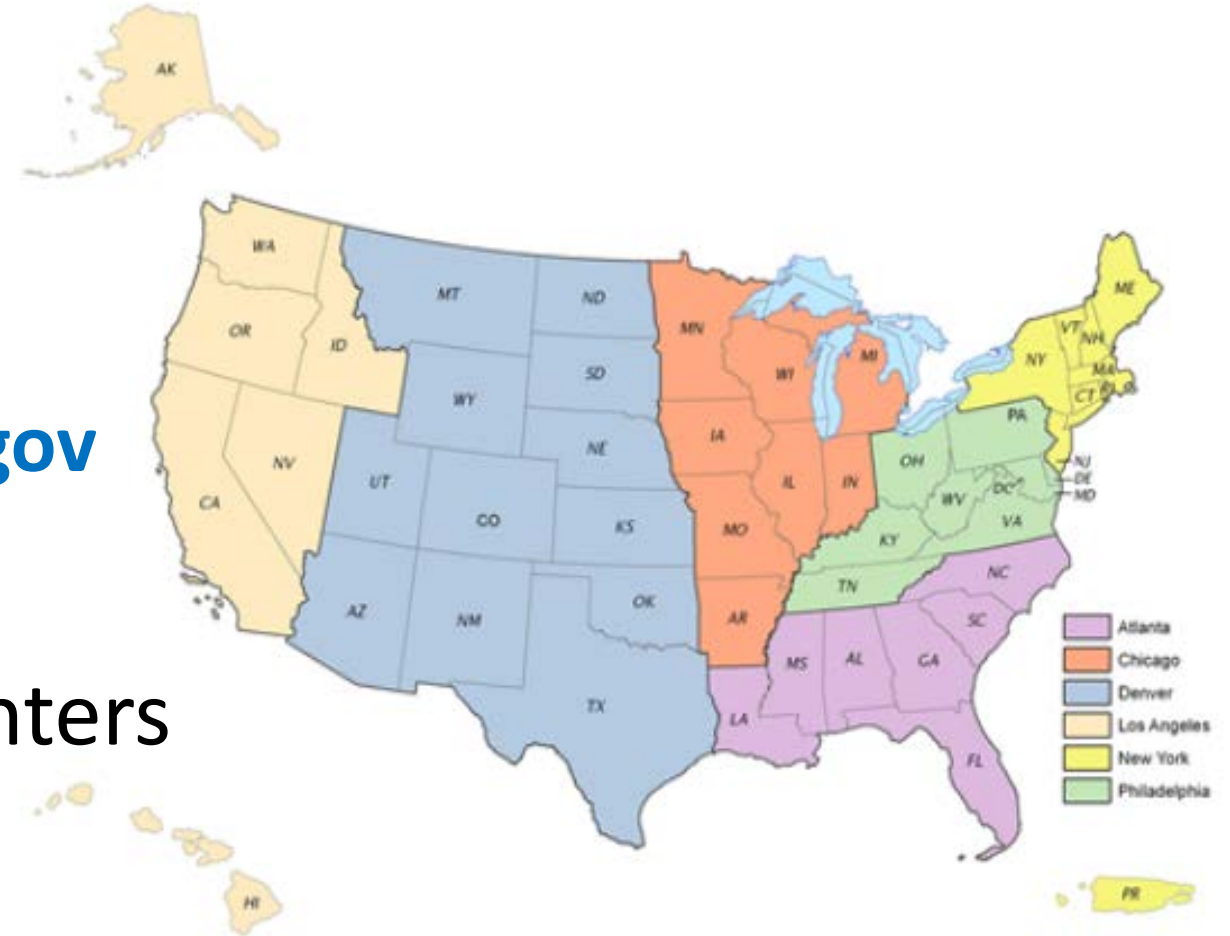 AK
WA
MT
ND
MN
ME
OR
ID
SD
WI
MI
VT
NH
NY
MA
CT
RI
WY
IA
PA
gov
NV
UT
NE
IL
IN
OH
NJ
DE
MD
DC
WV
VA
CA
CO
KS
MO
KY
NC
AZ
NM
OK
AR
TN
SC
MS
AL
GA
TX
LA
FL
nters
Atlanta
Chicago
Denver
Los Angeles
New York
Philadelphia
HI
PR